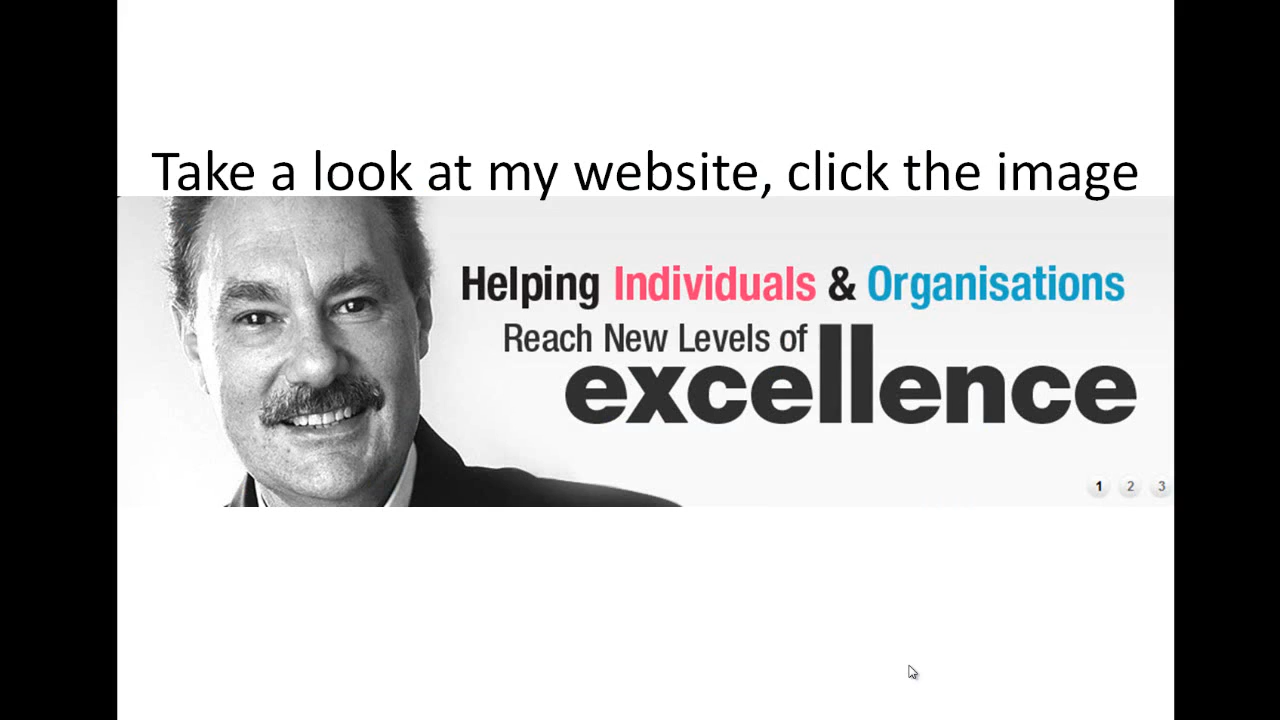 Take a look at my website, click the image
Helping Individuals & Organisations
Reach New Levels of
excellence
1 2 3